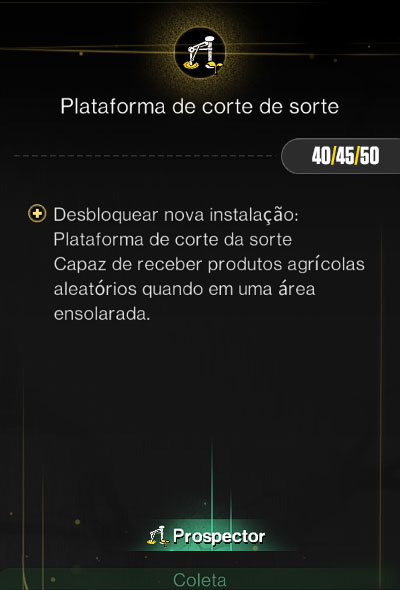 Plataforma de corte de sorte
40/45/50
Desbloquear nova instalação:
Plataforma de corte da sorte
Capaz de receber produtos agrícolas
aleatórios quando em uma área
ensolarada.
Prospector
Coleta